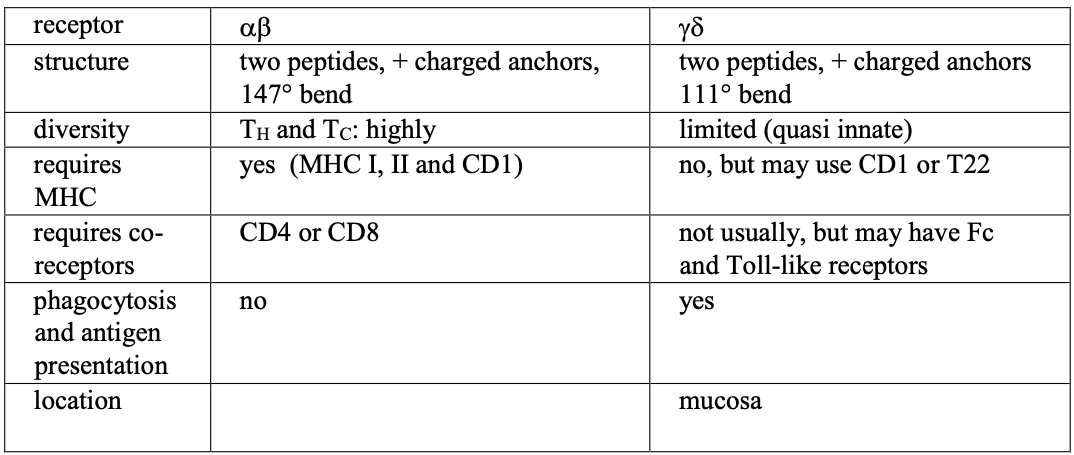 receptor αβ γδ
structure two peptides, + charged anchors, two peptides, + charged anchors
147° bend 111° bend
diversity TH and TC: highly limited (quasi innate)
requires yes (MHC I, II and CD1) no, but may use CD1 or T22
MHC
requires co- CD4 or CD8 not usually, but may have Fc
receptors and Toll-like receptors
phagocytosis no yes
and antigen
presentation
location mucosa